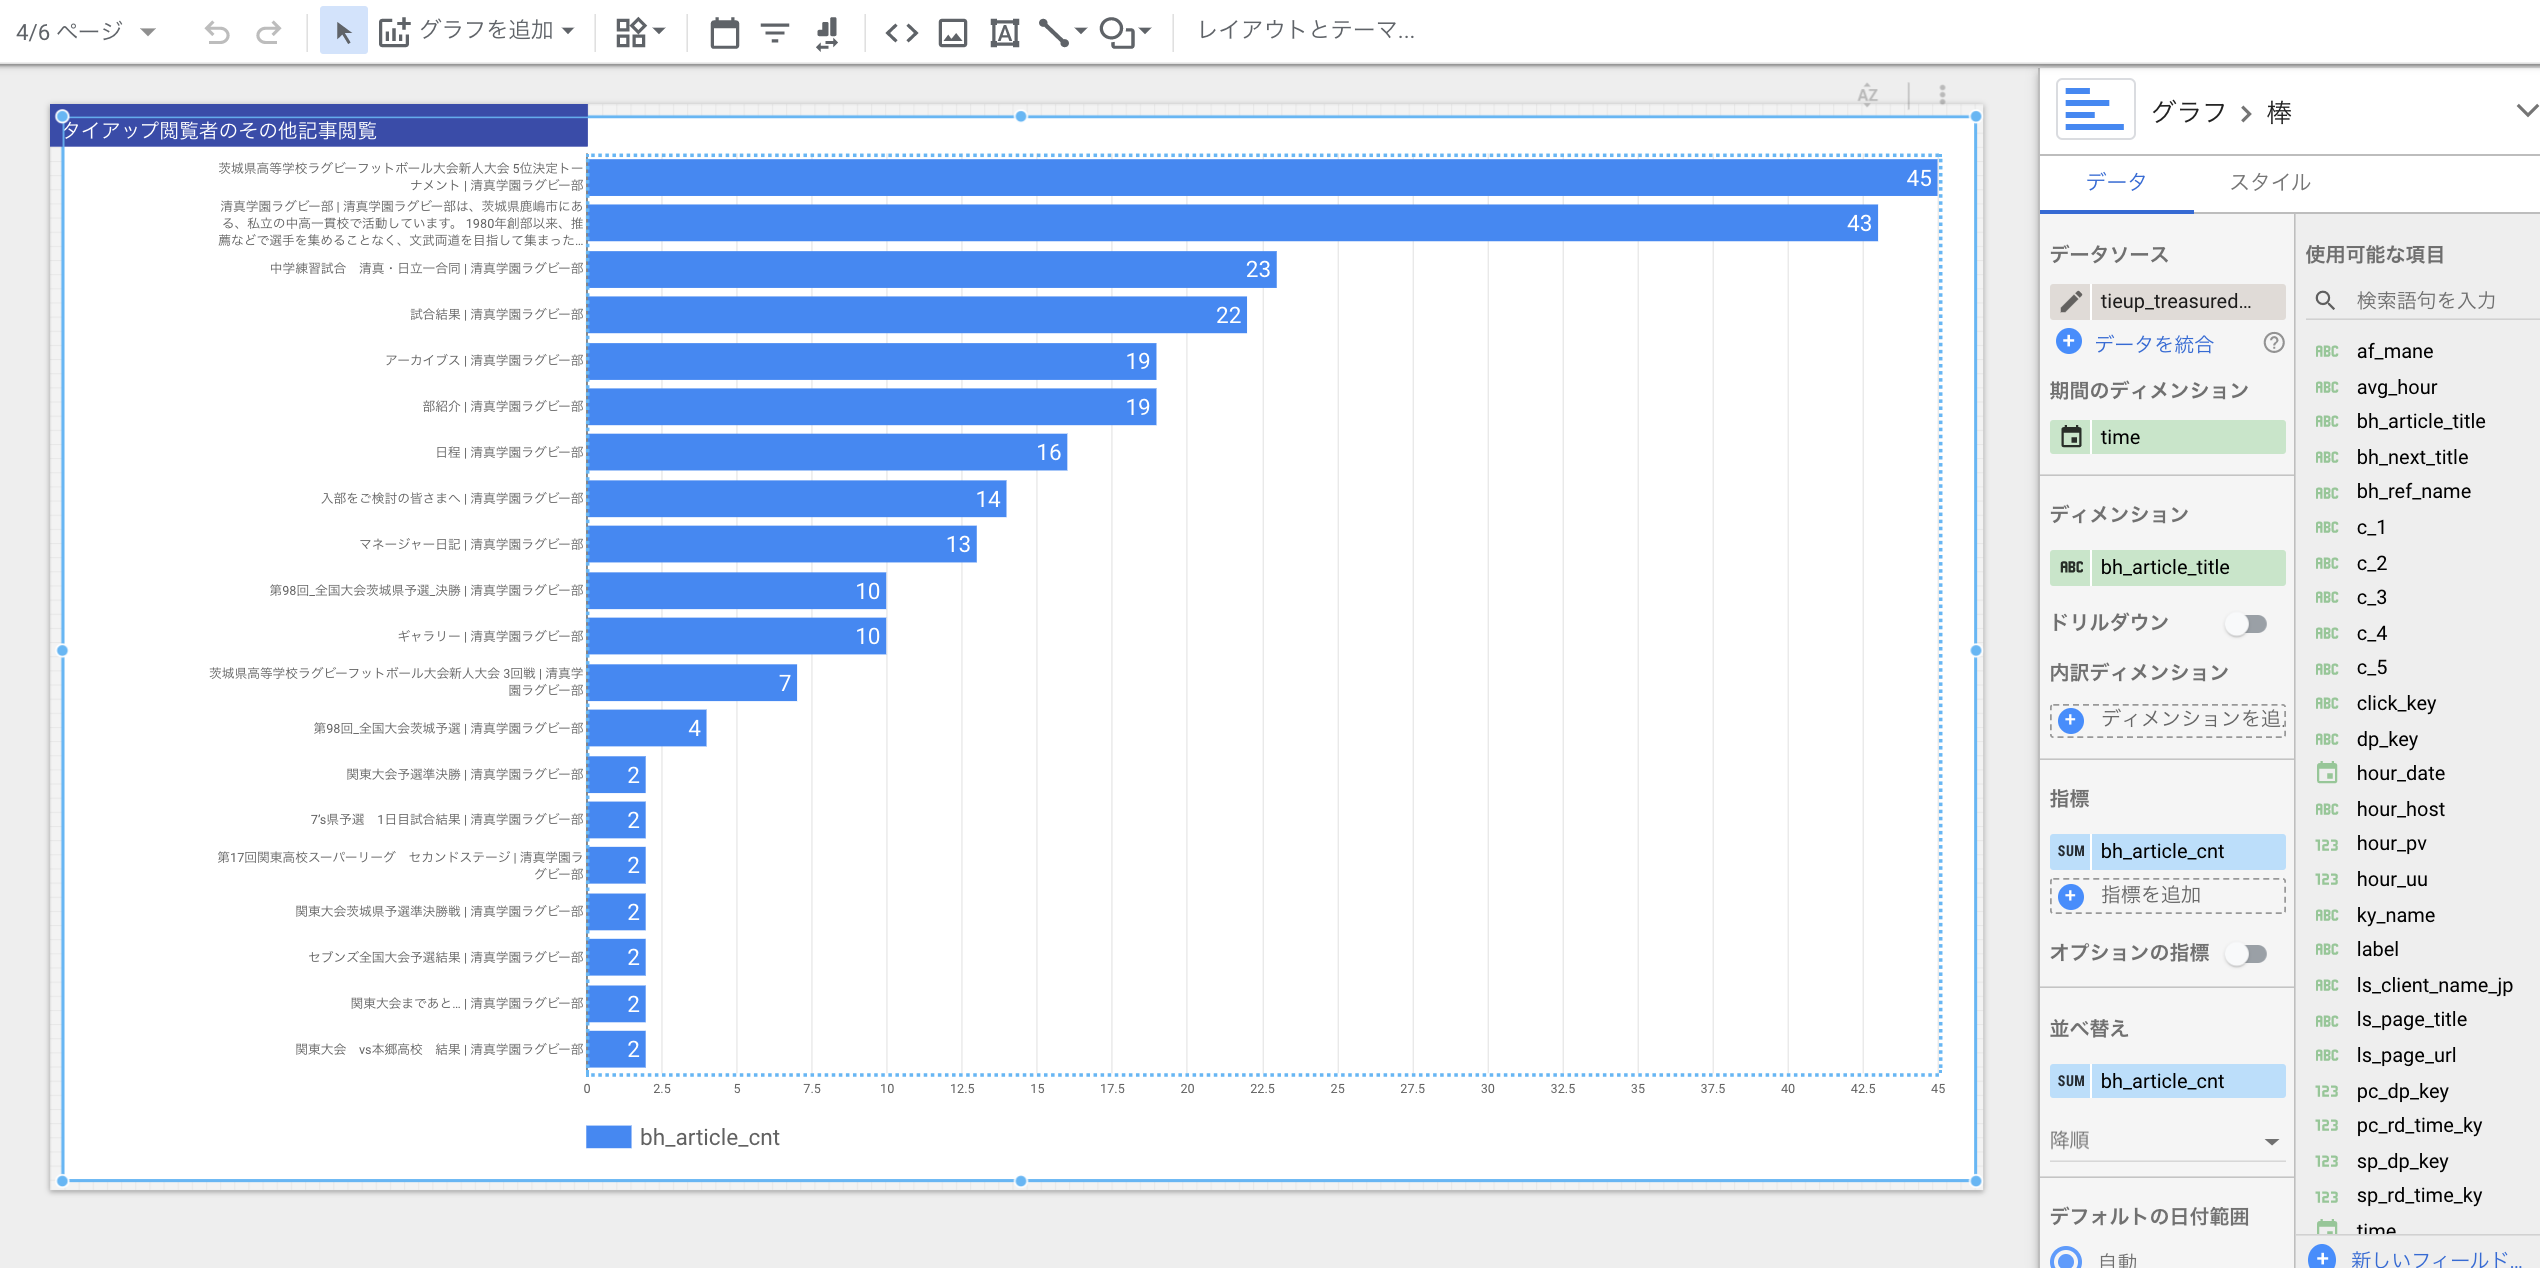 4/6 ページ
グラフを追加
レイアウトとテーマ...
タイアップ閲覧者のその他記事閲覧
茨城県高等学校ラグビーフットボール大会新人大会 5位決定トー
ナメント | 清真学園ラグビー部
45
清真学園ラグビー部 | 清真学園ラグビー部は、茨城県鹿嶋市にあ
る、私立の中高一貫校で活動しています。 1980年創部以来、推
薦などで選手を集めることなく、文武両道を目指して集まった...
43
中学練習試合　清真・日立一合同 | 清真学園ラグビー部
23
試合結果 | 清真学園ラグビー部
22
アーカイブス | 清真学園ラグビー部
19
部紹介 | 清真学園ラグビー部
19
日程 | 清真学園ラグビー部
16
入部をご検討の皆さまへ | 清真学園ラグビー部
14
マネージャー日記 | 清真学園ラグビー部
13
第98回_全国大会茨城県予選_決勝 | 清真学園ラグビー部
10
ギャラリー | 清真学園ラグビー部
10
茨城県高等学校ラグビーフットボール大会新人大会 3回戦 | 清真学
園ラグビー部
7
第98回_全国大会茨城予選 | 清真学園ラグビー部
4
関東大会予選準決勝 | 清真学園ラグビー部
2
7's県予選　1日目試合結果 | 清真学園ラグビー部
2
第17回関東高校スーパーリーグ　セカンドステージ | 清真学園ラ
グビー部
2
関東大会茨城県予選準決勝戦 | 清真学園ラグビー部
2
セブンズ全国大会予選結果 | 清真学園ラグビー部
2
関東大会まであと... | 清真学園ラグビー部
2
関東大会　vs本郷高校　結果 | 清真学園ラグビー部
2
0 2.5 5 7.5 10 12.5 15 17.5 20 22.5 25 27.5 30 32.5 35 37.5 40 42.5 45
bh_article_cnt
AZ
グラフ > 棒
データ スタイル
データソース
tieup_treasured...
データを統合
期間のディメンション
time
ディメンション
ABC bh_article_title
ドリルダウン
内訳ディメンション
ディメンションを追
指標
SUM bh_article_cnt
指標を追加
オプションの指標
並べ替え
SUM bh_article_cnt
降順
デフォルトの日付範囲
自動
使用可能な項目
検索語句を入力
ABC af_mane
ABC avg_hour
ABC bh_article_title
ABC bh_next_title
ABC bh_ref_name
ABC c_1
ABC c_2
ABC c_3
ABC c_4
ABC c_5
ABC click_key
ABC dp_key
hour_date
ABC hour_host
123 hour_pv
123 hour_uu
ABC ky_name
ABC label
ABC ls_client_name_jp
ABC ls_page_title
ABC ls_page_url
123 pc_dp_key
123 pc_rd_time_ky
123 sp_dp_key
123 sp_rd_time_ky
time
新しいフィールド...